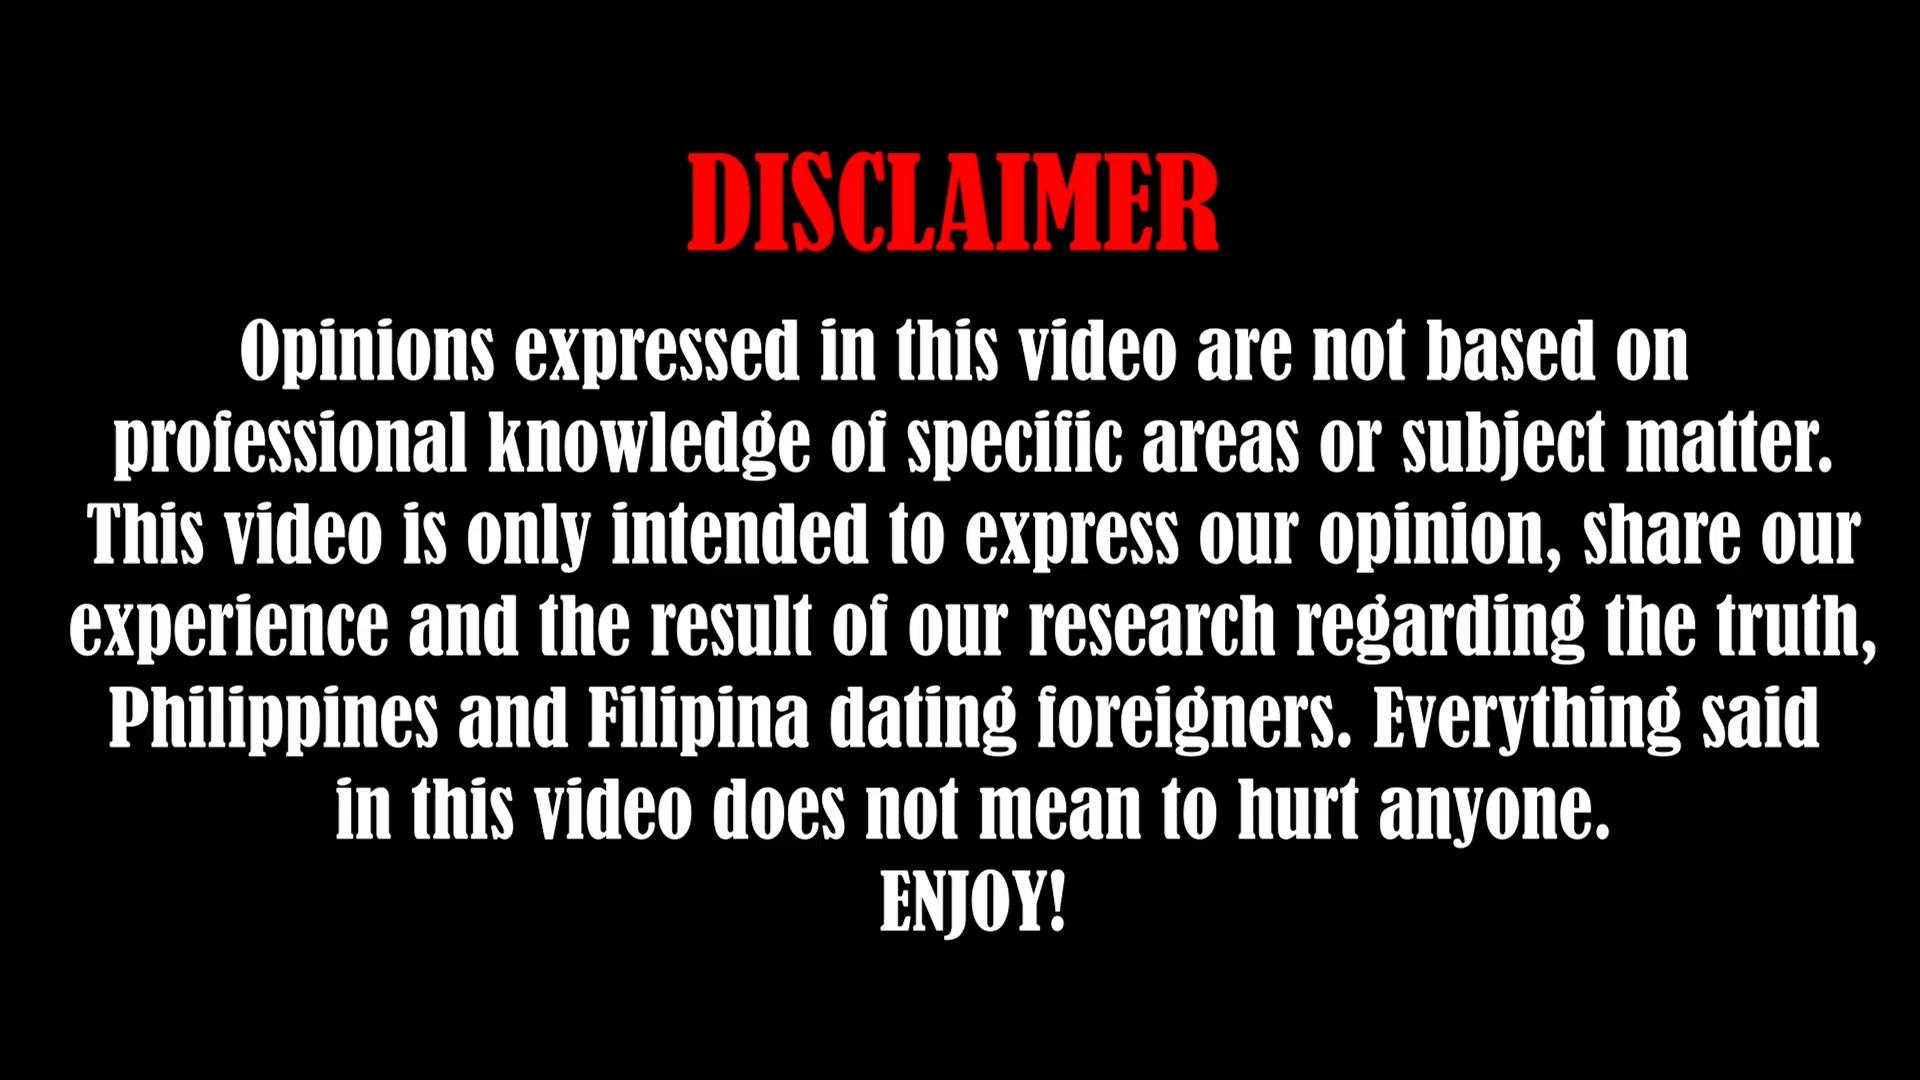 DISCLAIMER
Opinions expressed in this video are not based on
professional knowledge of specific areas or subject matter.
This video is only intended to express our opinion, share our
experience and the result of our research regarding the truth,
Philippines and Filipina dating foreigners. Everything said
in this video does not mean to hurt anyone.
ENJOY!